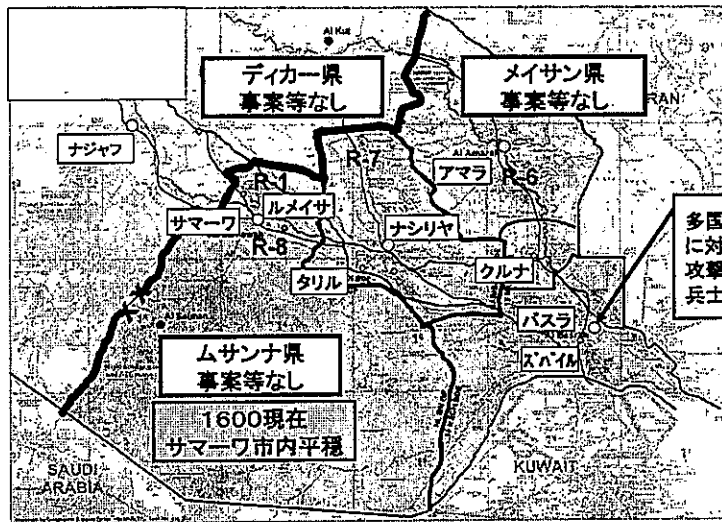 Al Kut
ディカー県
事案等なし
メイサン県
事案等なし
RAN
ナジャフ
R-7
アマラ
R-6
R-1
ルメイサ
サマーワ
R-8
ナシリヤ
クルナ
タリル
多国
に対
攻撃
兵士
バスラ
ズバイル
ムサンナ県
事案等なし
1600現在
サマーワ市内平穏
SAUDI
ARABIA
KUWAIT